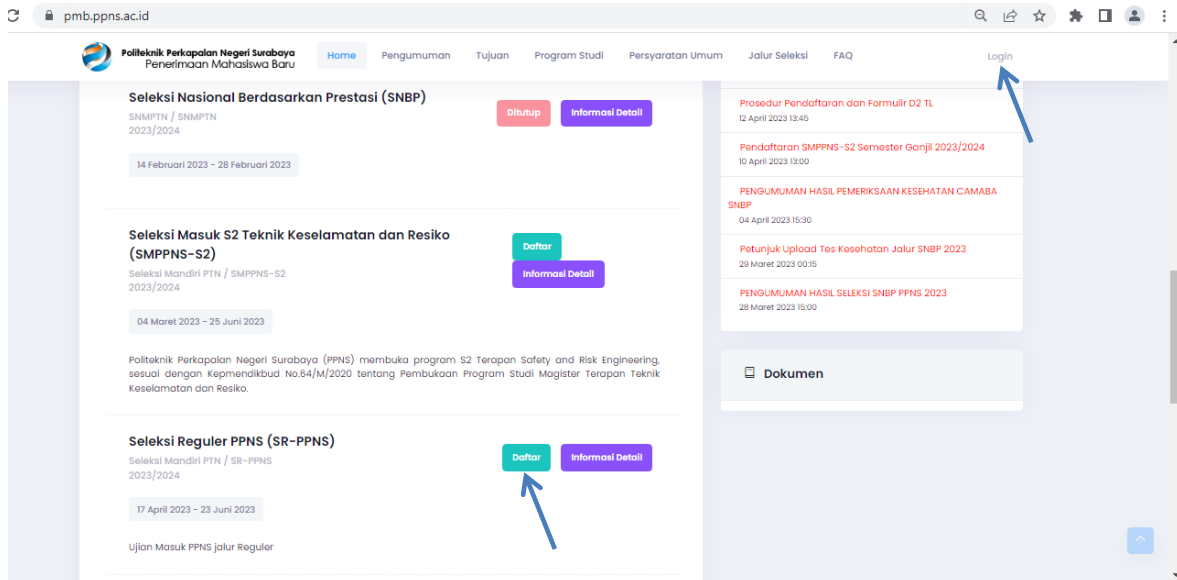 pmb.ppns.ac.id
Politeknik Perkapalan Negeri Surabaya
Penerimaan Mahasiswa Baru
Home
Pengumuman
Tujuan
Program Studi
Persyaratan Umum
Jalur Seleksi
FAQ
Login
Seleksi Nasional Berdasarkan Prestasi (SNBP)
SNMPTN / SNMPTN
2023/2024
Ditutup
Informasi Detail
14 Februari 2023 - 28 Februari 2023
Seleksi Masuk S2 Teknik Keselamatan dan Resiko
(SMPPNS-S2)
Seleksi Mandiri PTN / SMPPNS-S2
2023/2024
Daftar
Informasi Detail
04 Maret 2023 - 25 Juni 2023
Politeknik Perkapalan Negeri Surabaya (PPNS) membuka program S2 Terapan Safety and Risk Engineering,
sesuai dengan Kepmendikbud No.64/M/2020 tentang Pembukaan Program Studi Magister Terapan Teknik
Keselamatan dan Resiko.
Seleksi Reguler PPNS (SR-PPNS)
Seleksi Mandiri PTN / SR-PPNS
2023/2024
Daftar
Informasi Detail
17 April 2023 - 23 Juni 2023
Ujian Masuk PPNS jalur Reguler
Prosedur Pendaftaran dan Formulir D2 TL
12 April 2023 13:45
Pendaftaran SMPPNS-S2 Semester Ganjil 2023/2024
10 April 2023 13:00
PENGUMUMAN HASIL PEMERIKSAAN KESEHATAN CAMABA
SNBP
04 April 2023 15:30
Petunjuk Upload Tes Kesehatan Jalur SNBP 2023
29 Maret 2023 00:15
PENGUMUMAN HASIL SELEKSI SNBP PPNS 2023
28 Maret 2023 15:00
Dokumen